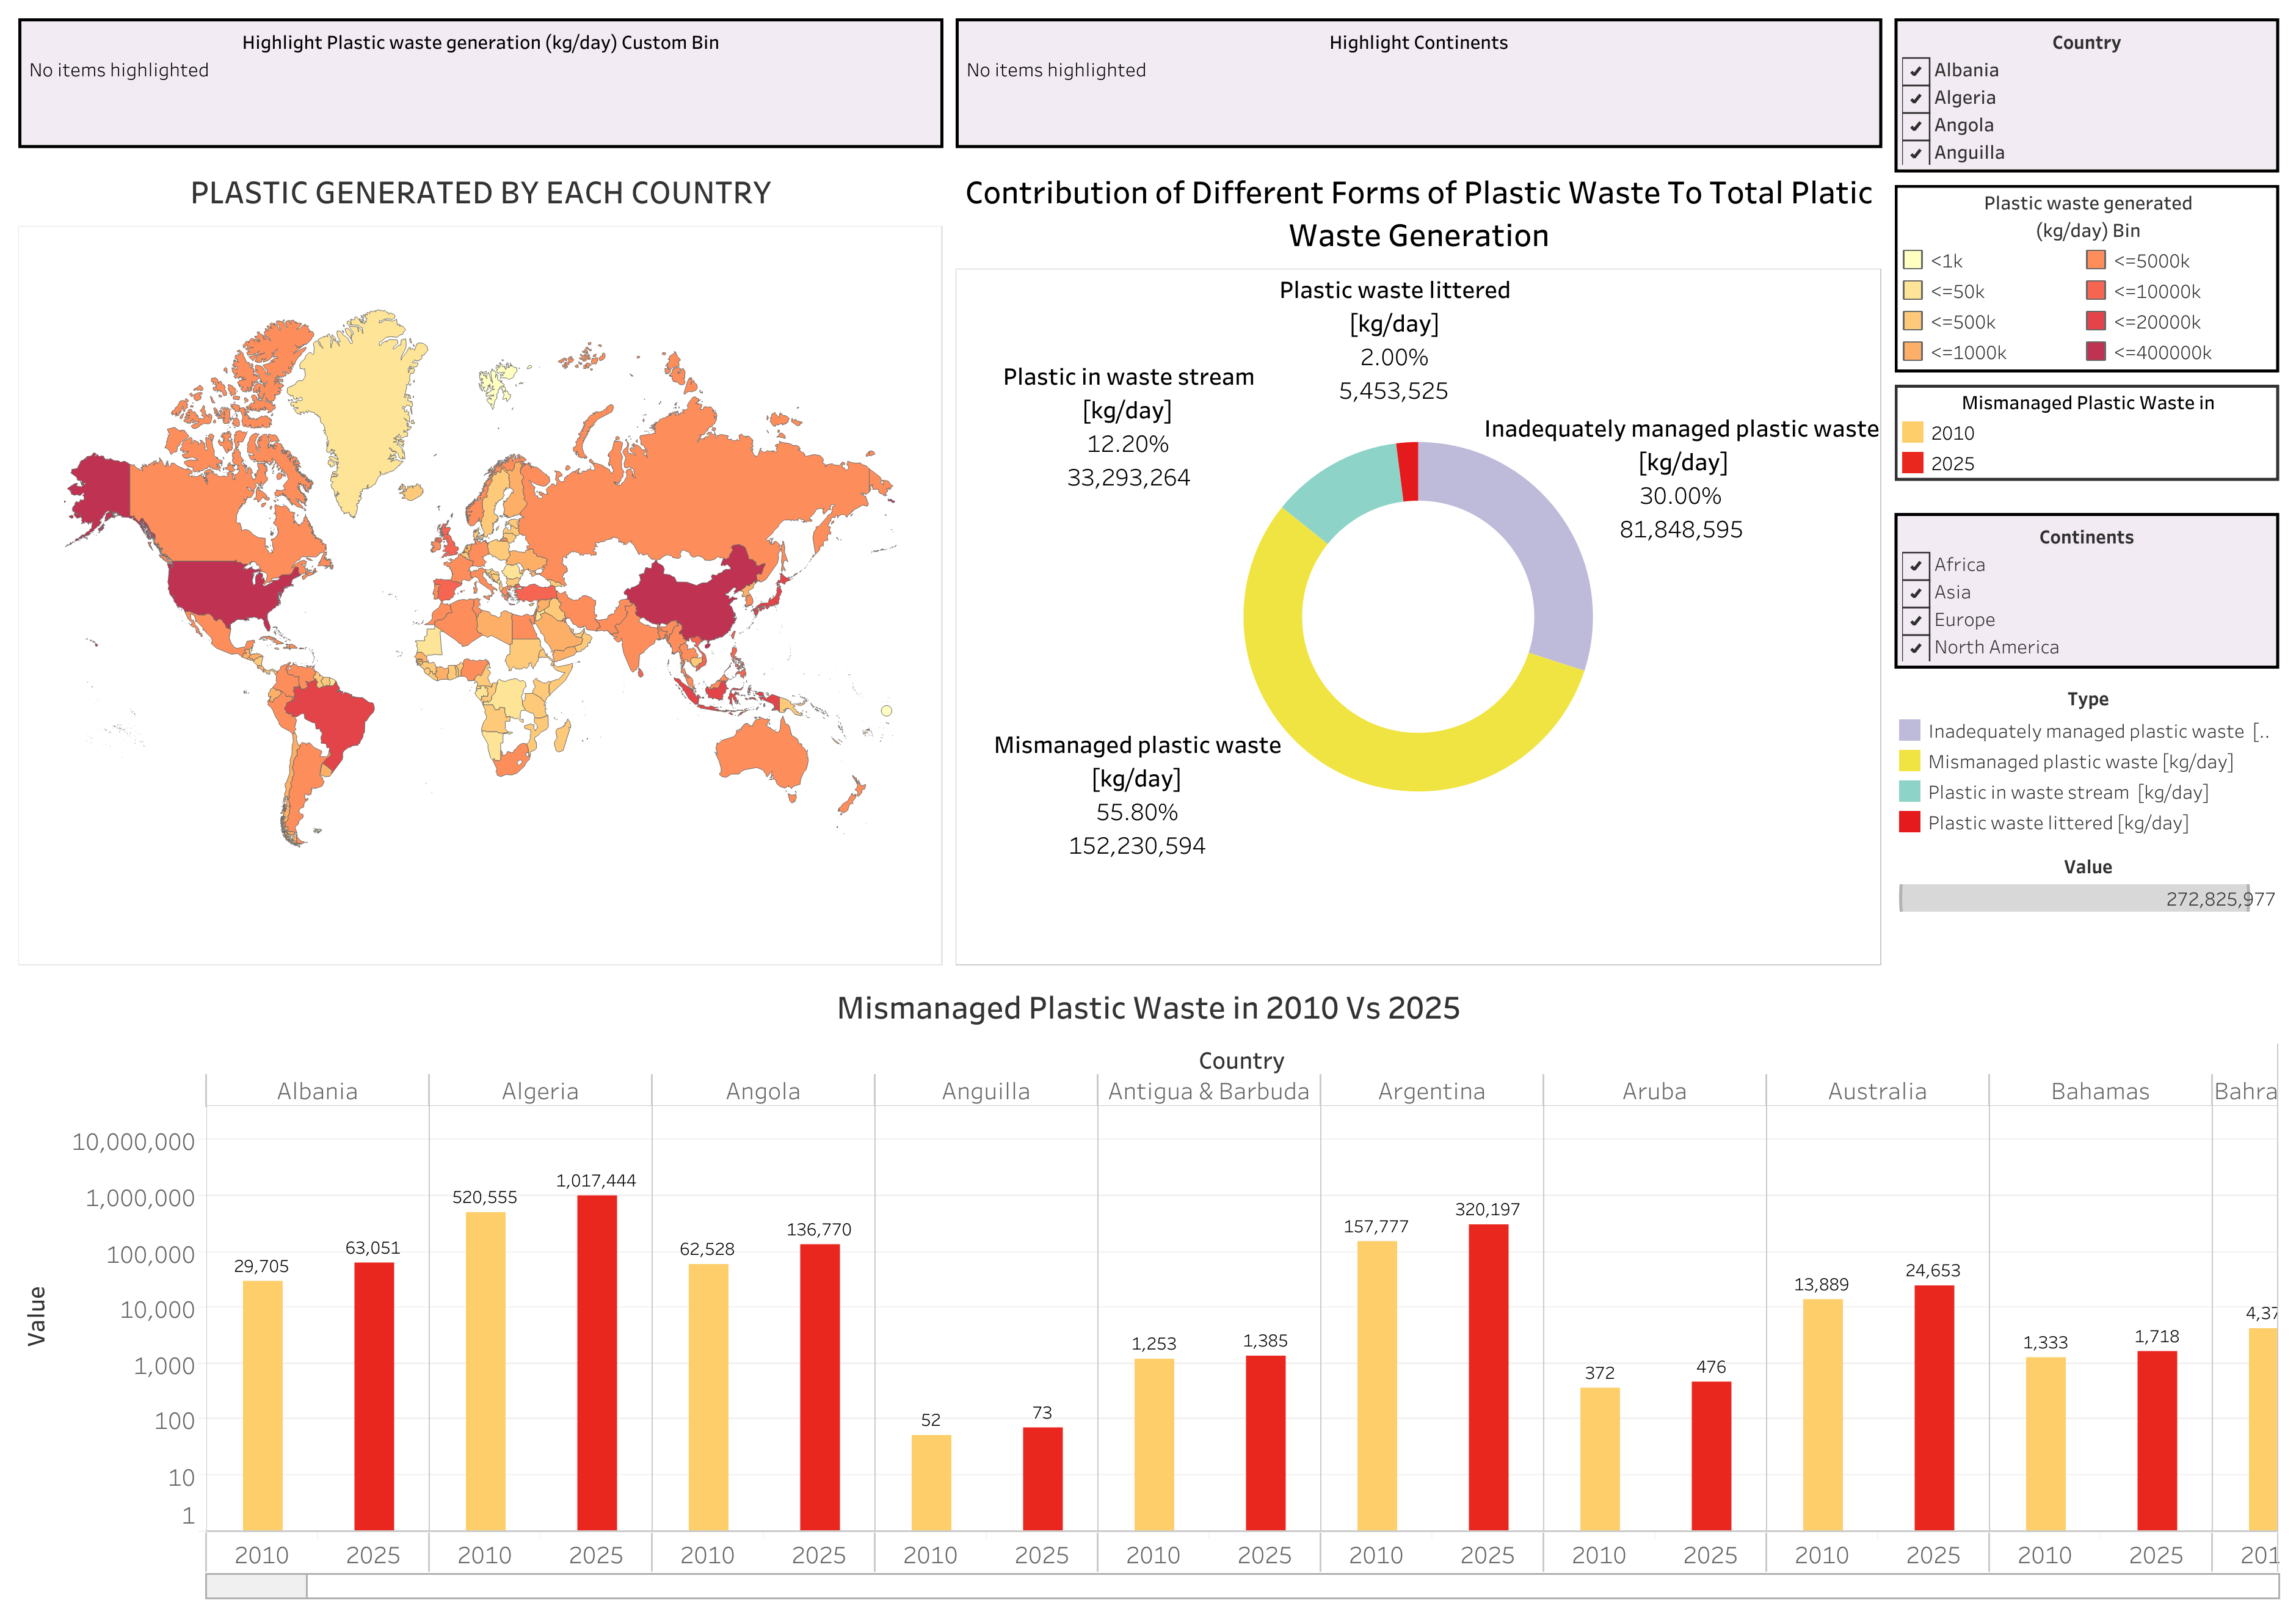 Highlight Plastic waste generation (kg/day) Custom Bin
No items highlighted
Highlight Continents
No items highlighted
Country
Albania
Algeria
Angola
Anguilla
PLASTIC GENERATED BY EACH COUNTRY
Contribution of Different Forms of Plastic Waste To Total Platic
Waste Generation
Plastic waste generated
(kg/day) Bin
<1k
<=50k
<=500k
<=1000k
<=5000k
<=10000k
<=20000k
<=400000k
Plastic waste littered
[kg/day]
2.00%
5,453,525
Plastic in waste stream
[kg/day]
12.20%
33,293,264
Inadequately managed plastic waste
[kg/day]
30.00%
81,848,595
Mismanaged plastic waste
[kg/day]
55.80%
152,230,594
Mismanaged Plastic Waste in
2010
2025
Continents
Africa
Asia
Europe
North America
Type
Inadequately managed plastic waste [..
Mismanaged plastic waste [kg/day]
Plastic in waste stream [kg/day]
Plastic waste littered [kg/day]
Value
272,825,977
Mismanaged Plastic Waste in 2010 Vs 2025
Country
Albania Algeria Angola Anguilla Antigua & Barbuda Argentina Aruba Australia Bahamas Bahra
Value
10,000,000
1,000,000
100,000
10,000
1,000
100
10
1
29,705 63,051
520,555 1,017,444
62,528 136,770
52 73
1,253 1,385
157,777 320,197
372 476
13,889 24,653
1,333 1,718
4,37
2010 2025 2010 2025 2010 2025 2010 2025 2010 2025 2010 2025 2010 2025 2010 2025 2010 2025 201